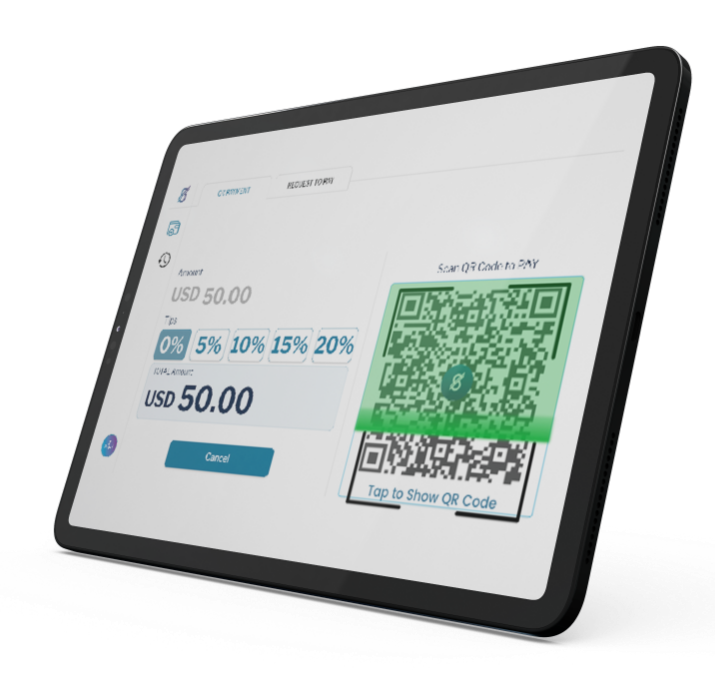 REQUEST FORM
Amount
USD 50.00
Tips
0% 5% 10% 15% 20%
TOTAL Amount
USD 50.00
Cancel
Scan QR Code to PAY
Tap to Show QR Code